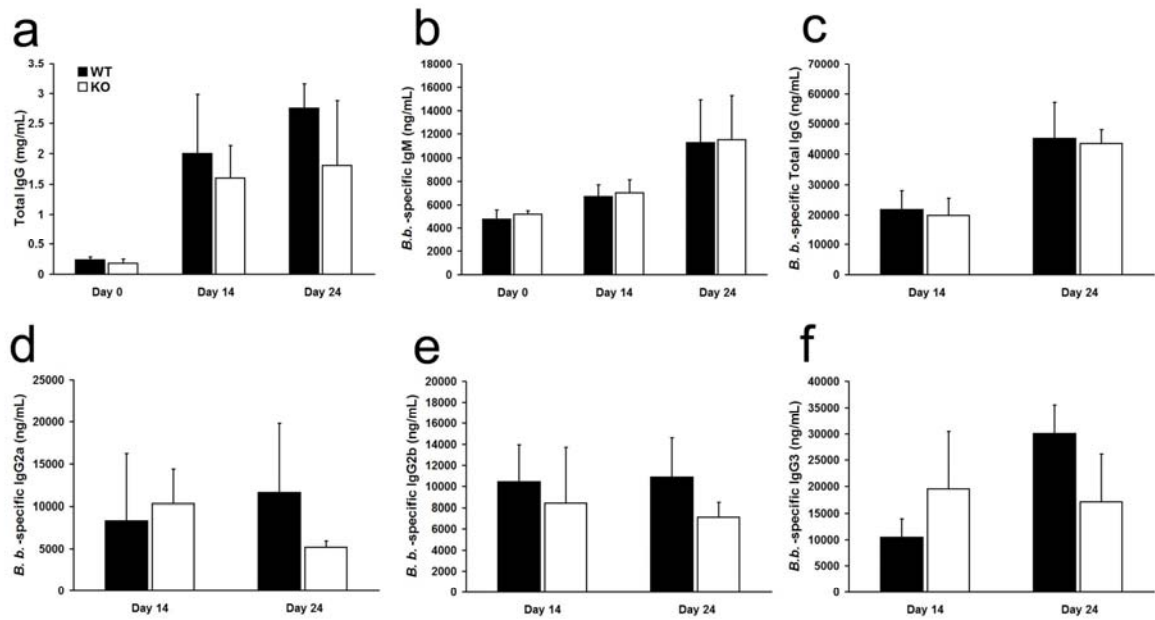 a
Total IgG (mg/mL)
3.5
3
2.5
2
1.5
1
0.5
0
WT
KO
Day 0
Day 14
Day 24
b
B.b. -specific IgM (ng/mL)
18000
16000
14000
12000
10000
8000
6000
4000
2000
0
Day 0
Day 14
Day 24
c
B. b. -specific Total IgG (ng/mL)
70000
60000
50000
40000
30000
20000
10000
0
Day 14
Day 24
d
B. b. -specific IgG2a (ng/mL)
25000
20000
15000
10000
5000
0
Day 14
Day 24
e
B. b. -specific IgG2b (ng/mL)
20000
18000
16000
14000
12000
10000
8000
6000
4000
2000
0
Day 14
Day 24
f
B.b. -specific IgG3 (ng/mL)
40000
35000
30000
25000
20000
15000
10000
5000
0
Day 14
Day 24